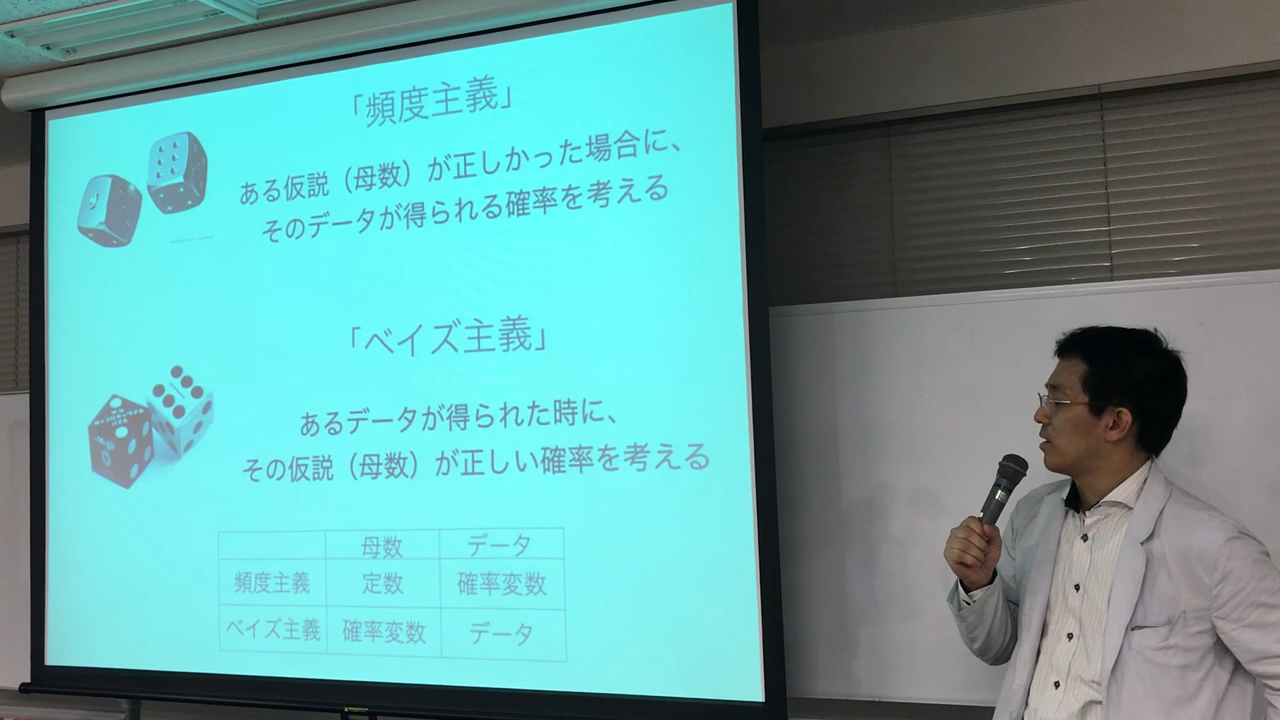 「頻度主義」
ある仮説（母数）が正しかった場合に、
そのデータが得られる確率を考える
「ベイズ主義」
あるデータが得られた時に、
その仮説（母数）が正しい確率を考える
母数 データ
頻度主義 定数 確率変数
ベイズ主義 確率変数 データ